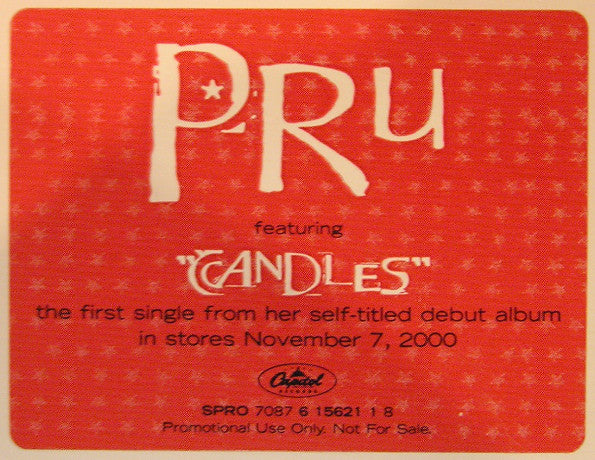 PRU
featuring
"CANDLES"
the first single from her self-titled debut album
in stores November 7, 2000
Capitol
RECORDS
SPRO 7087 6 15621 1 8
Promotional Use Only. Not For Sale.